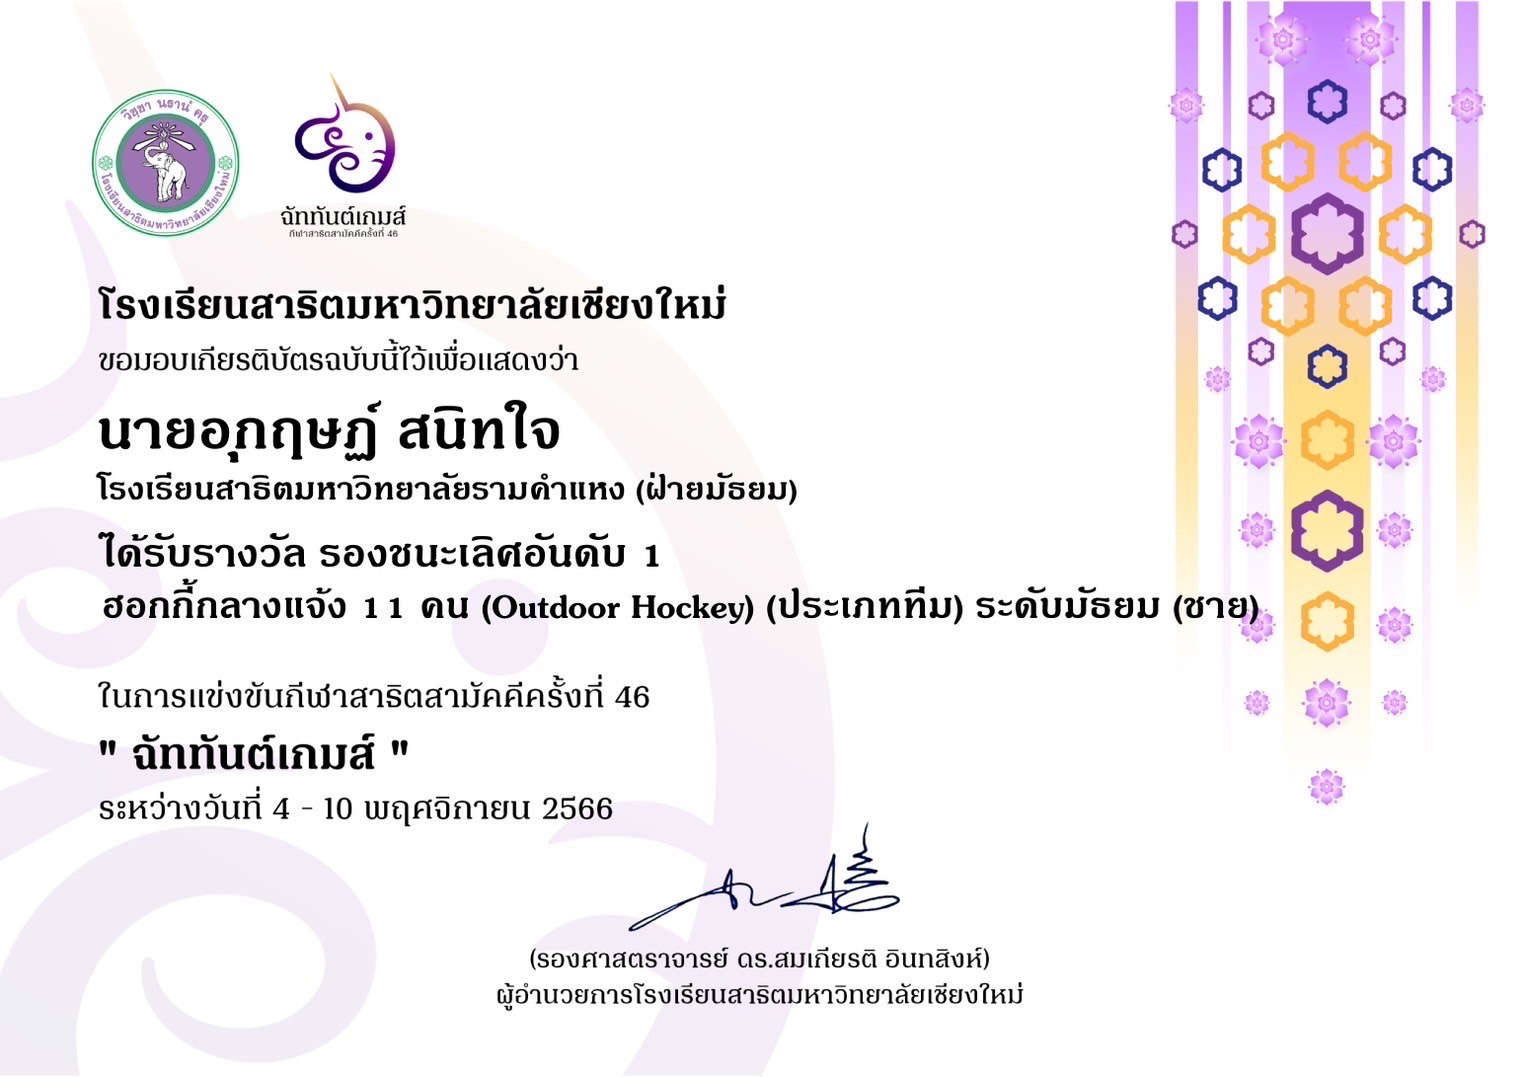 วิชฺชา นรานํ ครุ
โรงเรียนสาธิตมหาวิทยาลัยเชียงใหม่
ฉัททันต์เกมส์
กีฬาสาธิตสามัคคีครั้งที่ 46
โรงเรียนสาธิตมหาวิทยาลัยเชียงใหม่
ขอมอบเกียรติบัตรฉบับนี้ไว้เพื่อแสดงว่า
นายอุกฤษฏ์ สนิทใจ
โรงเรียนสาธิตมหาวิทยาลัยรามคำแหง (ฝ่ายมัธยม)
ได้รับรางวัล รองชนะเลิศอันดับ 1
ฮอกกี้กลางแจ้ง 11 คน (Outdoor Hockey) (ประเภททีม) ระดับมัธยม (ชาย)
ในการแข่งขันกีฬาสาธิตสามัคคีครั้งที่ 46
" ฉัททันต์เกมส์ "
ระหว่างวันที่ 4 - 10 พฤศจิกายน 2566
(รองศาสตราจารย์ ดร.สมเกียรติ อินทสิงห์)
ผู้อำนวยการโรงเรียนสาธิตมหาวิทยาลัยเชียงใหม่